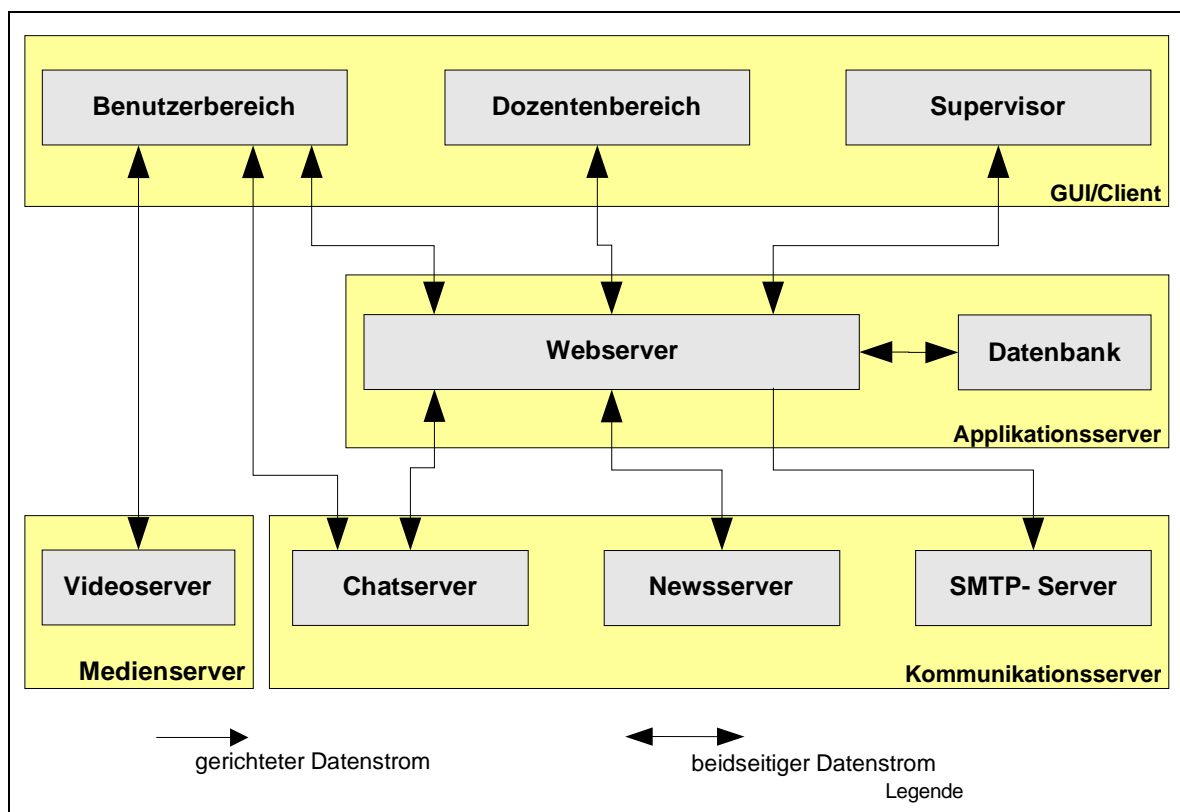 Benutzerbereich
Dozentenbereich
Supervisor
GUI/Client
Webserver
Datenbank
Applikationsserver
Videoserver
Medienserver
Chatserver
Newsserver
SMTP- Server
Kommunikationsserver
gerichteter Datenstrom
beidseitiger Datenstrom
Legende